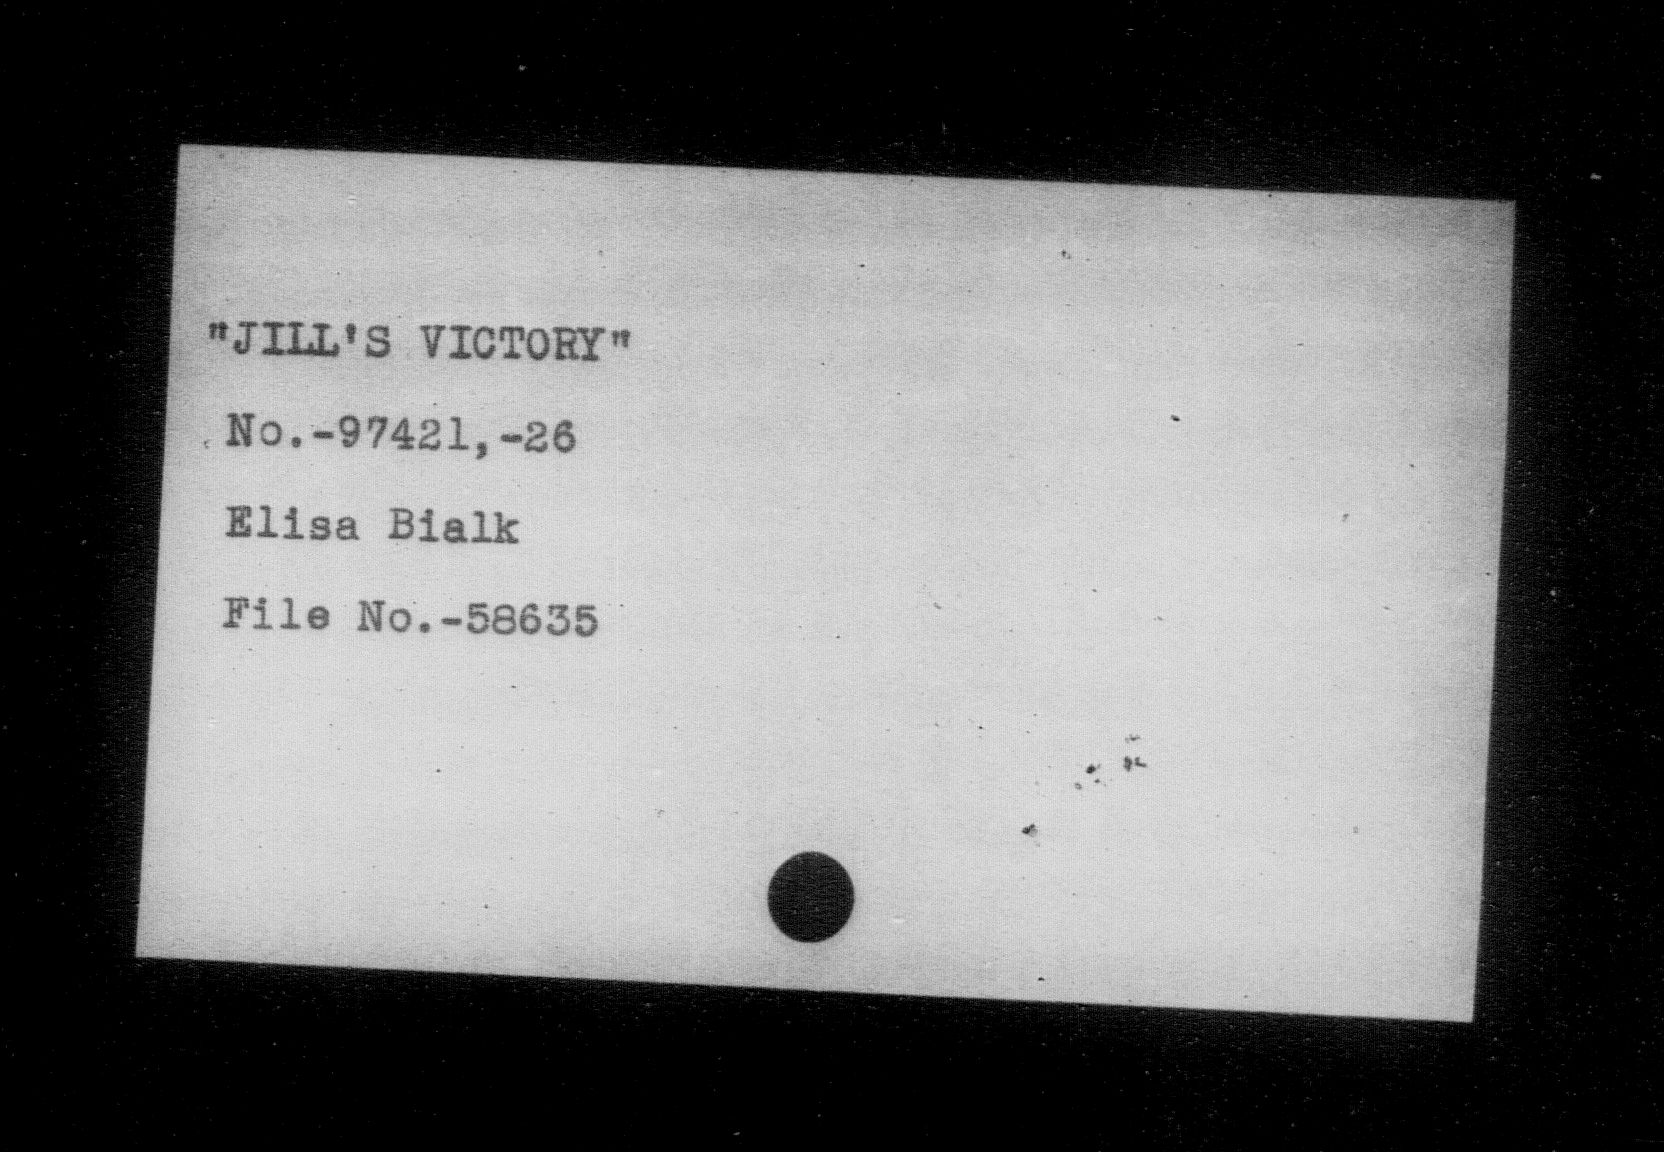 "JILL'S VICTORY"
No.-97421,-26
Elisa Bialk
File No.-58635